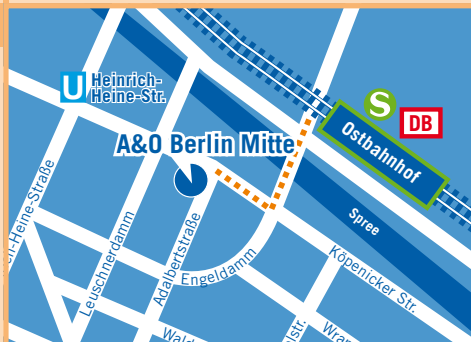 U
Heinrich-
Heine-Str.
S
DB
Ostbahnhof
A&O Berlin Mitte
Spree
Köpenicker Str.
Engeldamm
Adalbertstraße
Leuschnerdamm
-Heine-Straße